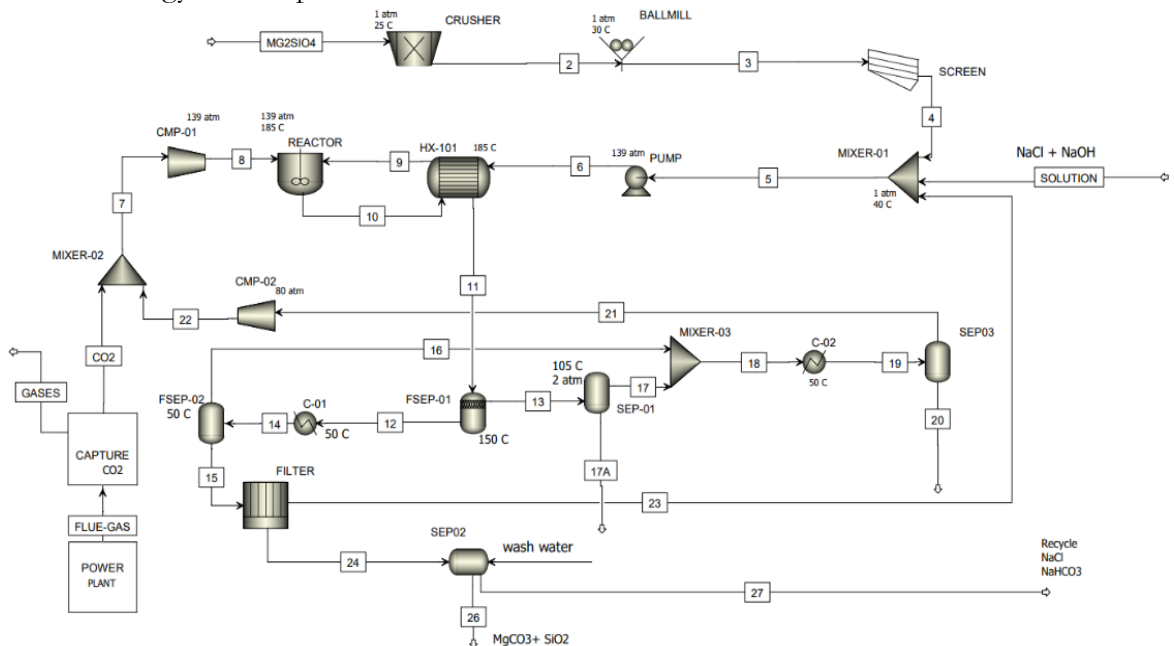 1 atm
25 C
CRUSHER
1 atm
30 C
BALLMILL
MG2SIO4
2
3
SCREEN
4
139 atm
CMP-01
139 atm
185 C
REACTOR
HX-101
185 C
139 atm
PUMP
MIXER-01
NaCl + NaOH
8
9
6
5
SOLUTION
1 atm
40 C
7
10
MIXER-02
11
CMP-02
80 atm
22
21
MIXER-03
SEP03
CO2
16
C-02
GASES
105 C
2 atm
17
18
19
50 C
FSEP-02
50 C
C-01
FSEP-01
13
SEP-01
14
50 C
12
20
150 C
CAPTURE
CO2
15
FILTER
17A
23
FLUE-GAS
SEP02
wash water
POWER
PLANT
24
Recycle
NaCl
NaHCO3
27
26
MgCO3+ SiO2